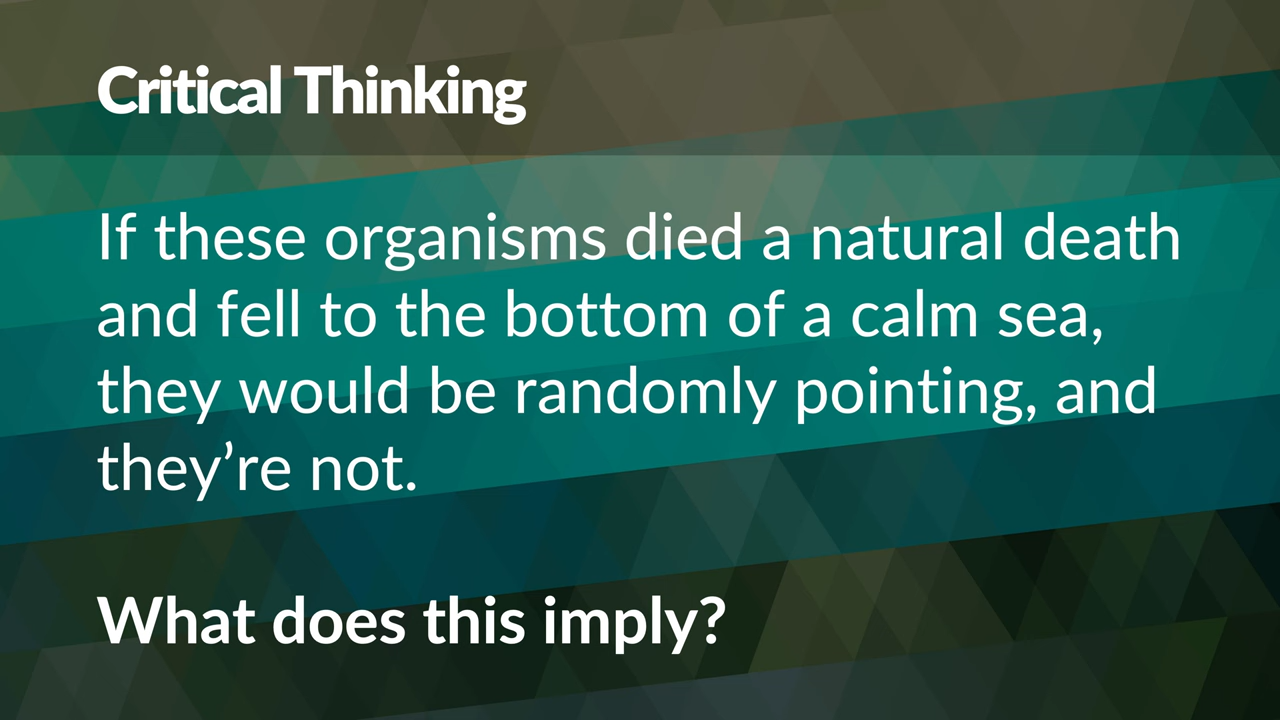 Critical Thinking
If these organisms died a natural death
and fell to the bottom of a calm sea,
they would be randomly pointing, and
they’re not.
What does this imply?